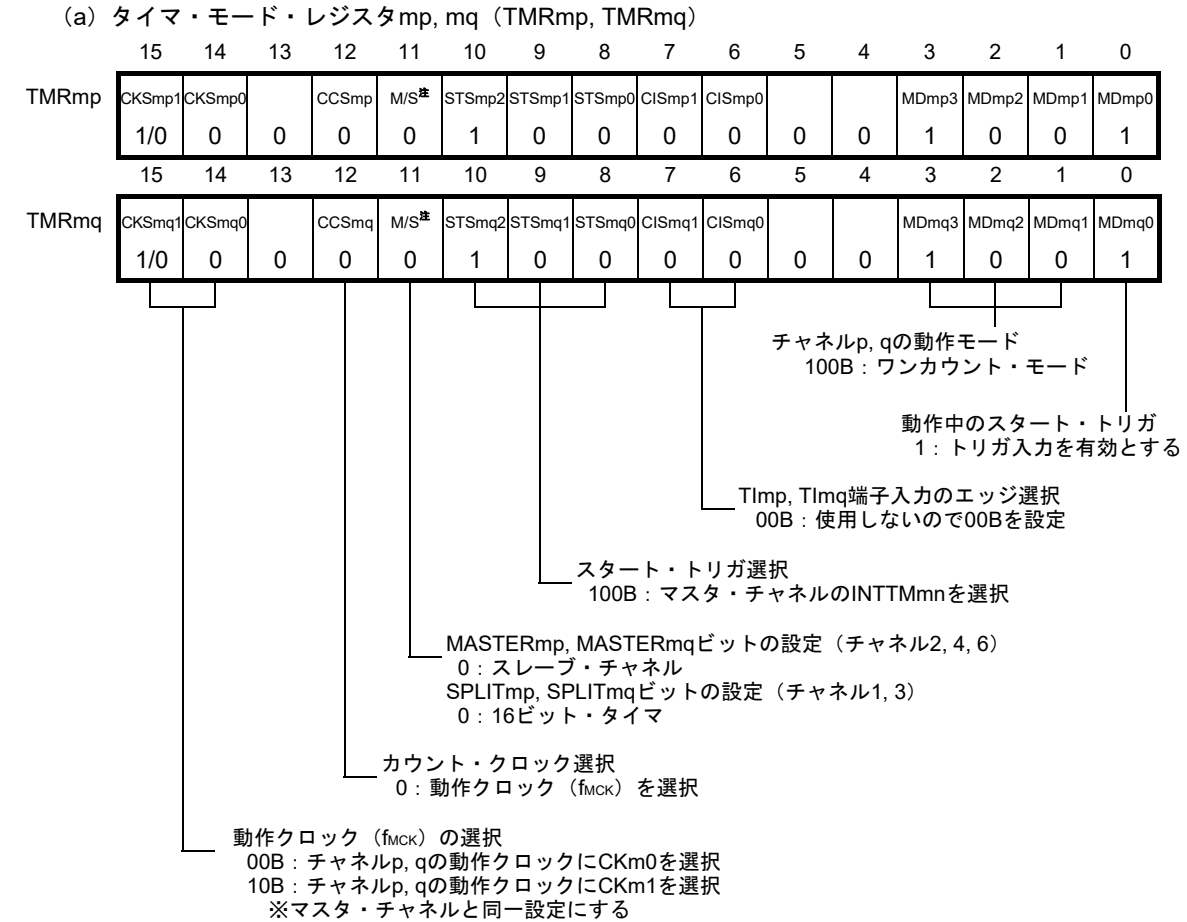 (a) タイマ・モード・レジスタmp, mq（TMRmp, TMRmq）
15 14 13 12 11 10 9 8 7 6 5 4 3 2 1 0
TMRmp CKSmp1 CKSmp0 CCSmp M/S注 STSmp2 STSmp1 STSmp0 CISmp1 CISmp0 MDmp3 MDmp2 MDmp1 MDmp0
1/0 0 0 0 0 1 0 0 0 0 0 0 1 0 0 1
15 14 13 12 11 10 9 8 7 6 5 4 3 2 1 0
TMRmq CKSmq1 CKSmq0 CCSmq M/S注 STSmq2 STSmq1 STSmq0 CISmq1 CISmq0 MDmq3 MDmq2 MDmq1 MDmq0
1/0 0 0 0 0 1 0 0 0 0 0 0 1 0 0 1
チャネルp, qの動作モード
100B：ワンカウント・モード
動作中のスタート・トリガ
1：トリガ入力を有効とする
TImp, TImq端子入力のエッジ選択
00B：使用しないので00Bを設定
スタート・トリガ選択
100B：マスタ・チャネルのINTTMmnを選択
MASTERmp, MASTERmqビットの設定（チャネル2, 4, 6）
0：スレーブ・チャネル
SPLITmp, SPLITmqビットの設定（チャネル1, 3）
0：16ビット・タイマ
カウント・クロック選択
0：動作クロック（fMCK）を選択
動作クロック（fMCK）の選択
00B：チャネルp, qの動作クロックにCKm0を選択
10B：チャネルp, qの動作クロックにCKm1を選択
※マスタ・チャネルと同一設定にする